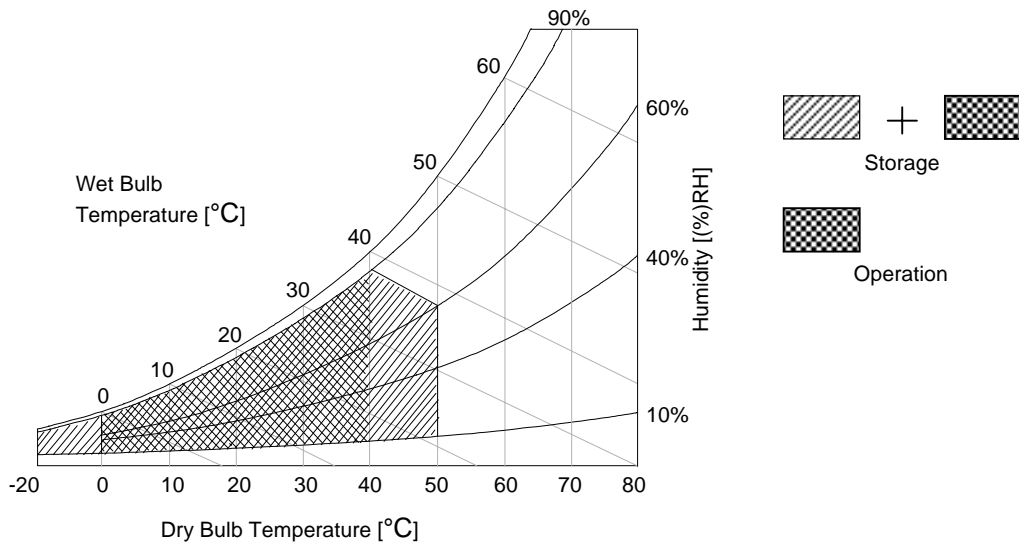 90%
60
60%
50
Wet Bulb
Temperature [°C]
40
40%
30
20
10
0
10%
Humidity [(%)RH]
-20 0 10 20 30 40 50 60 70 80
Dry Bulb Temperature [°C]
+
Storage
Operation